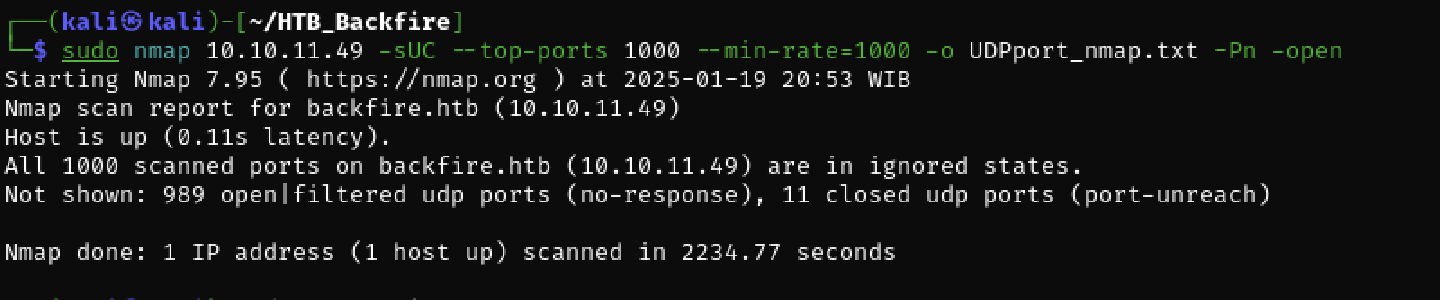 ┌──(kali㉿kali)-[~/HTB_Backfire]
└─$ sudo nmap 10.10.11.49 -sUC --top-ports 1000 --min-rate=1000 -o UDPport_nmap.txt -Pn -open
Starting Nmap 7.95 ( https://nmap.org ) at 2025-01-19 20:53 WIB
Nmap scan report for backfire.htb (10.10.11.49)
Host is up (0.11s latency).
All 1000 scanned ports on backfire.htb (10.10.11.49) are in ignored states.
Not shown: 989 open|filtered udp ports (no-response), 11 closed udp ports (port-unreach)
Nmap done: 1 IP address (1 host up) scanned in 2234.77 seconds